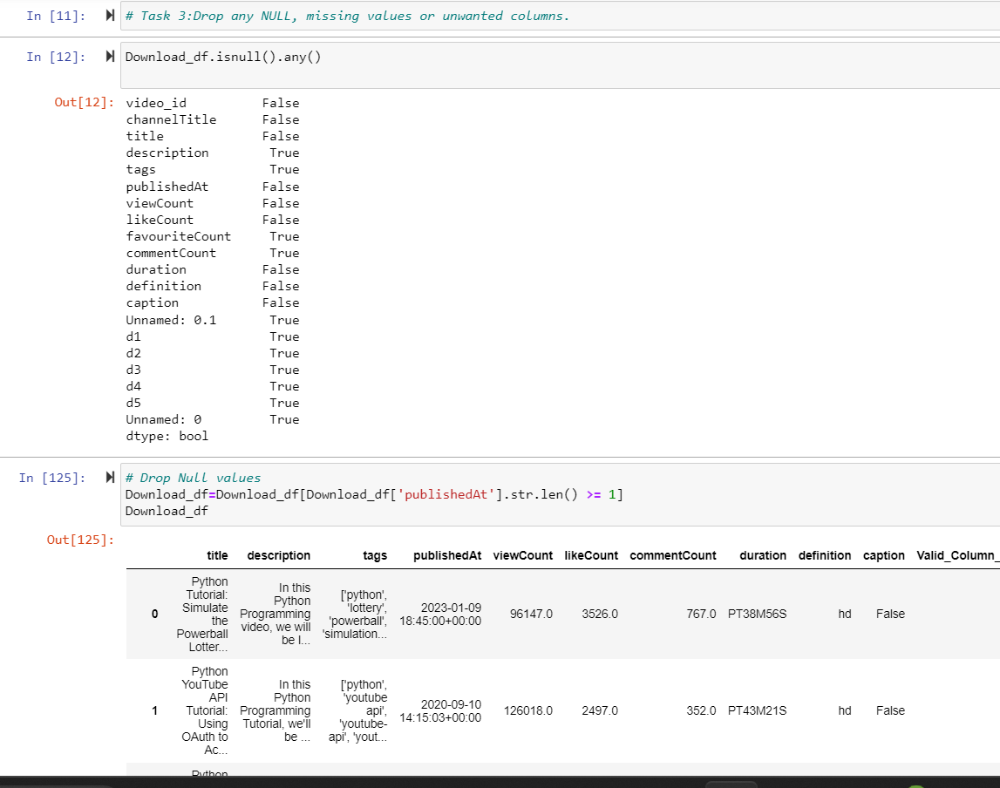 In [11]: # Task 3:Drop any NULL, missing values or unwanted columns.
In [12]: Download_df.isnull().any()
Out[12]: video_id False
channelTitle False
title False
description True
tags True
publishedAt False
viewCount False
likeCount False
favouriteCount True
commentCount True
duration False
definition False
caption False
Unnamed: 0.1 True
d1 True
d2 True
d3 True
d4 True
d5 True
Unnamed: 0 True
dtype: bool
In [125]: # Drop Null values
Download_df=Download_df[Download_df['publishedAt'].str.len() >= 1]
Download_df
Out[125]:
title description tags publishedAt viewCount likeCount commentCount duration definition caption Valid_Column_
0
Python
Tutorial:
Simulate
the
Powerball
Lotter...
In this
Python
Programming
video, we will
be l...
['python',
'lottery',
'powerball',
'simulation...
2023-01-09
18:45:00+00:00
96147.0 3526.0 767.0 PT38M56S hd False
1
Python
YouTube
API
Tutorial:
Using
OAuth to
Ac...
In this
Python
Programming
Tutorial, we'll
be ...
['python',
'youtube
api',
'youtube-
api', 'yout...
2020-09-10
14:15:03+00:00
126018.0 2497.0 352.0 PT43M21S hd False
Python